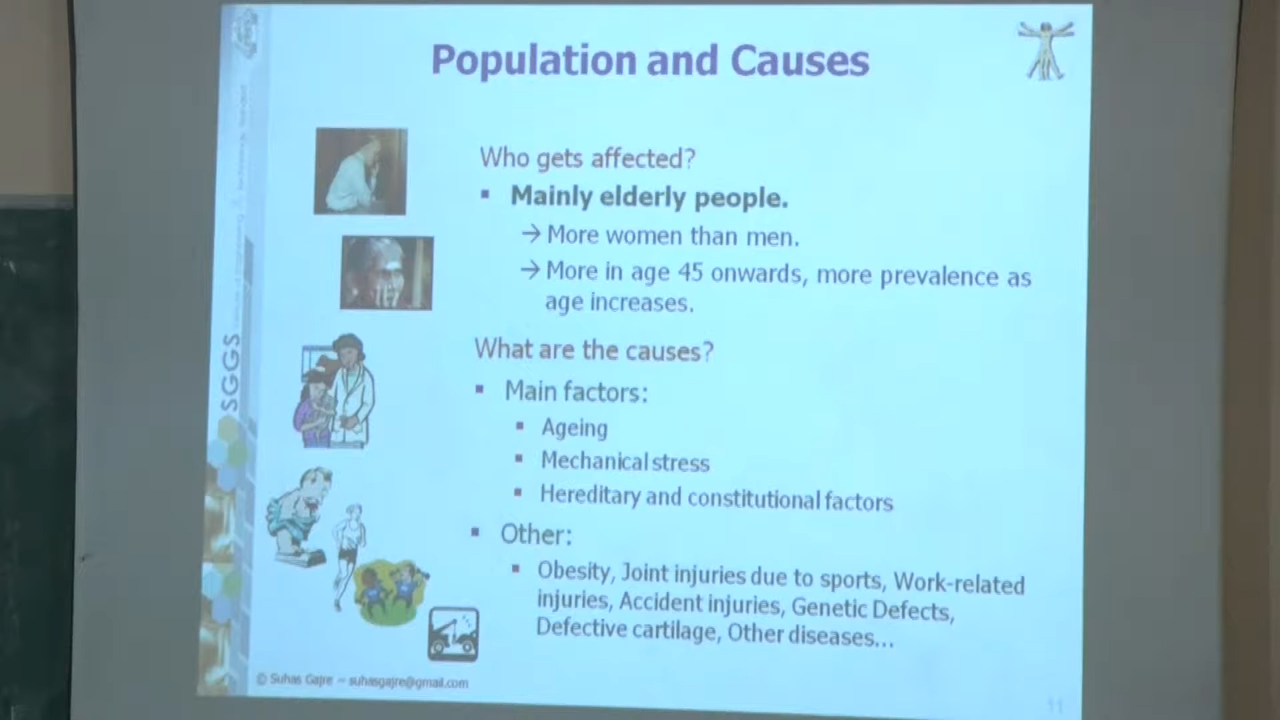 Population and Causes
Who gets affected?
▪ Mainly elderly people.
→ More women than men.
→ More in age 45 onwards, more prevalence as
age increases.
What are the causes?
▪ Main factors:
▪ Ageing
▪ Mechanical stress
▪ Hereditary and constitutional factors
▪ Other:
▪ Obesity, Joint injuries due to sports, Work-related
injuries, Accident injuries, Genetic Defects,
Defective cartilage, Other diseases...
SGGS
© Suhas Gajre – suhasgajre@gmail.com
11